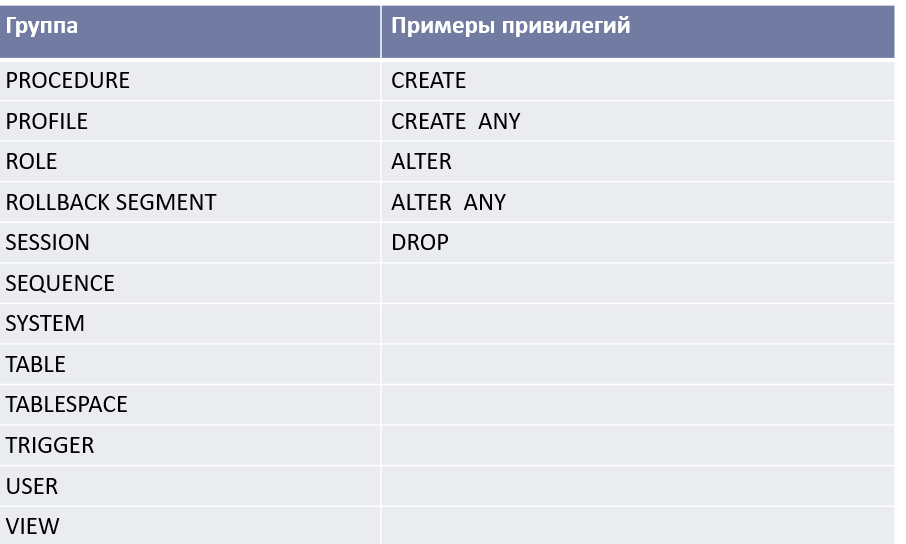 Группа Примеры привилегий
PROCEDURE CREATE
PROFILE CREATE ANY
ROLE ALTER
ROLLBACK SEGMENT ALTER ANY
SESSION DROP
SEQUENCE
SYSTEM
TABLE
TABLESPACE
TRIGGER
USER
VIEW